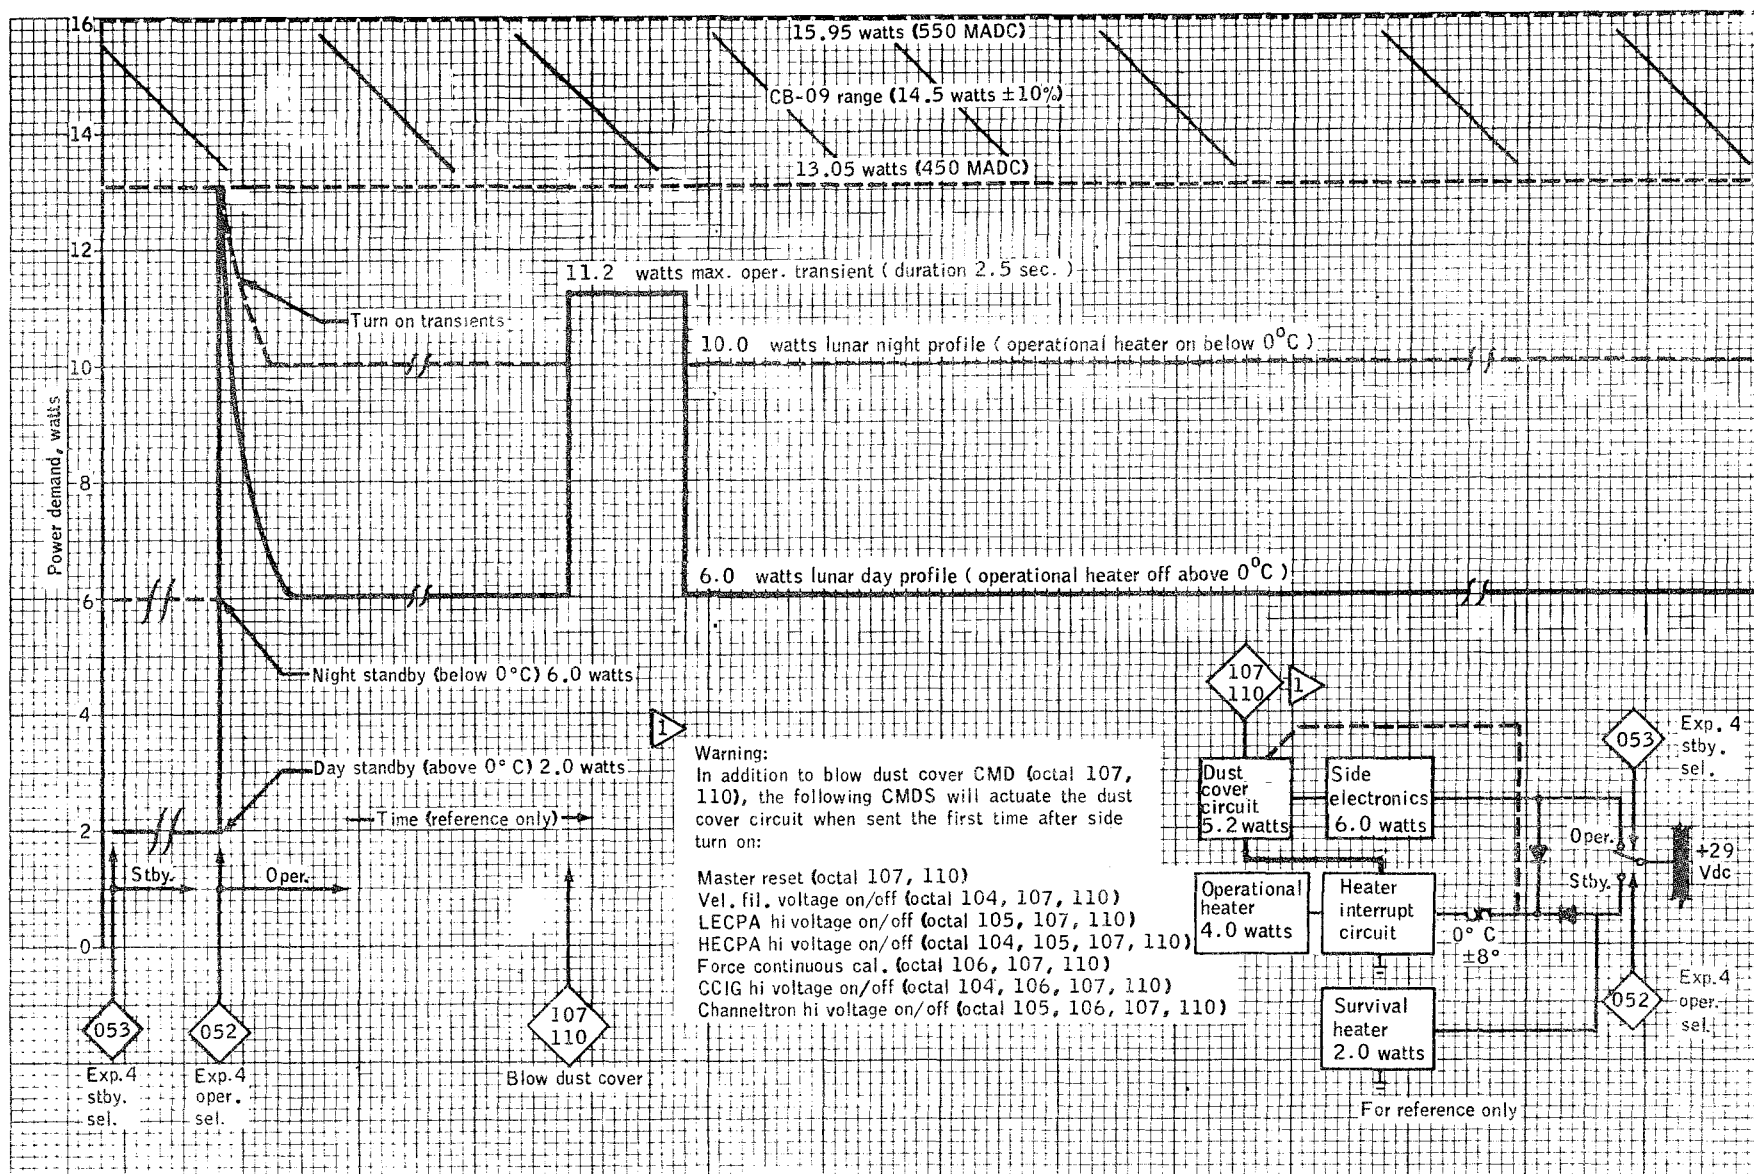 16
14
12
10
8
6
4
2
0
Power demand, watts
15.95 watts (550 MADC)
CB-09 range (14.5 watts ±10%)
13.05 watts (450 MADC)
11.2 watts max. oper. transient ( duration 2.5 sec. )
Turn on transients
10.0 watts lunar night profile ( operational heater on below 0°C )
6.0 watts lunar day profile ( operational heater off above 0°C )
Night standby (below 0°C) 6.0 watts
Day standby (above 0°C) 2.0 watts
Time (reference only)
Stby.
Oper.
053
Exp.4
stby.
sel.
052
Exp.4
oper.
sel.
107
110
Blow dust cover
1
Warning:
In addition to blow dust cover CMD (octal 107,
110), the following CMDS will actuate the dust
cover circuit when sent the first time after side
turn on:
Master reset (octal 107, 110)
Vel. fil. voltage on/off (octal 104, 107, 110)
LECPA hi voltage on/off (octal 105, 107, 110)
HECPA hi voltage on/off (octal 104, 105, 107, 110)
Force continuous cal. (octal 106, 107, 110)
CCIG hi voltage on/off (octal 104, 106, 107, 110)
Channeltron hi voltage on/off (octal 105, 106, 107, 110)
107
110
1
Dust
cover
circuit
5.2 watts
Side
electronics
6.0 watts
Operational
heater
4.0 watts
Heater
interrupt
circuit
0° C
±8°
Survival
heater
2.0 watts
053
Exp. 4
stby.
sel.
Oper.
Stby.
+29
Vdc
052
Exp.4
oper.
sel.
For reference only